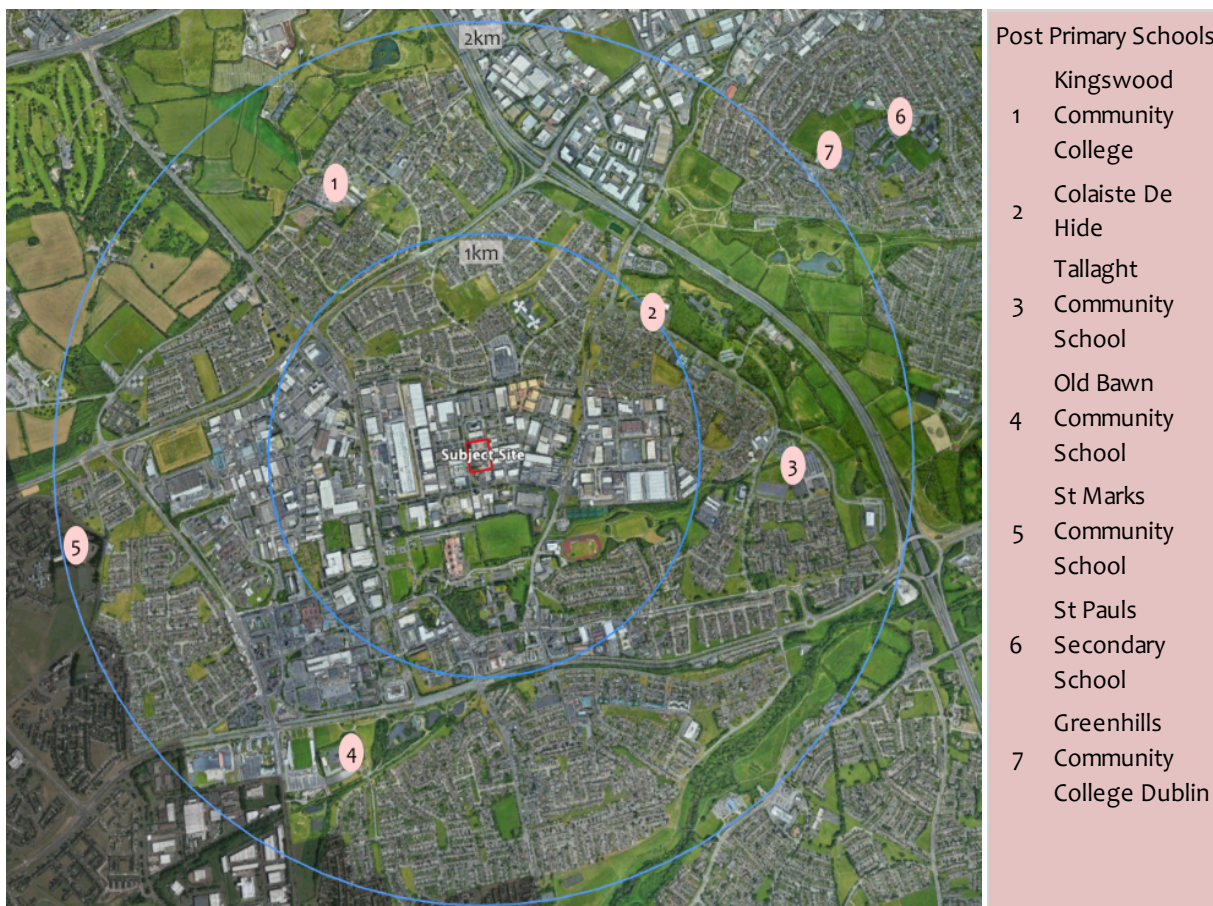 2km
6
7
1
1km
2
Subject Site
3
5
4
Post Primary Schools
Kingswood
1 Community
College
Colaiste De
2
Hide
Tallaght
3 Community
School
Old Bawn
4 Community
School
St Marks
5 Community
School
St Pauls
6 Secondary
School
Greenhills
7 Community
College Dublin